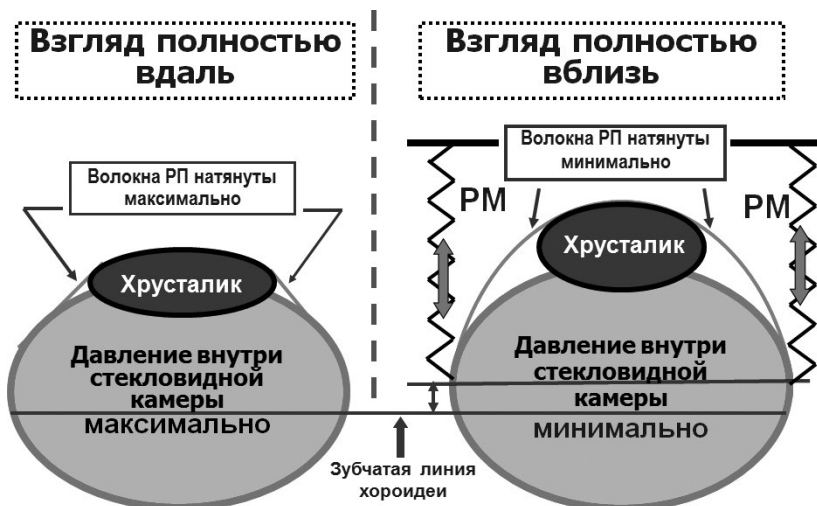 Взгляд полностью
вдаль
Волокна РП натянуты
максимально
Хрусталик
Давление внутри
стекловидной
камеры
максимально
Взгляд полностью
вблизь
Волокна РП натянуты
минимально
РМ
РМ
Хрусталик
Давление внутри
стекловидной
камеры
минимально
Зубчатая линия
хороидеи